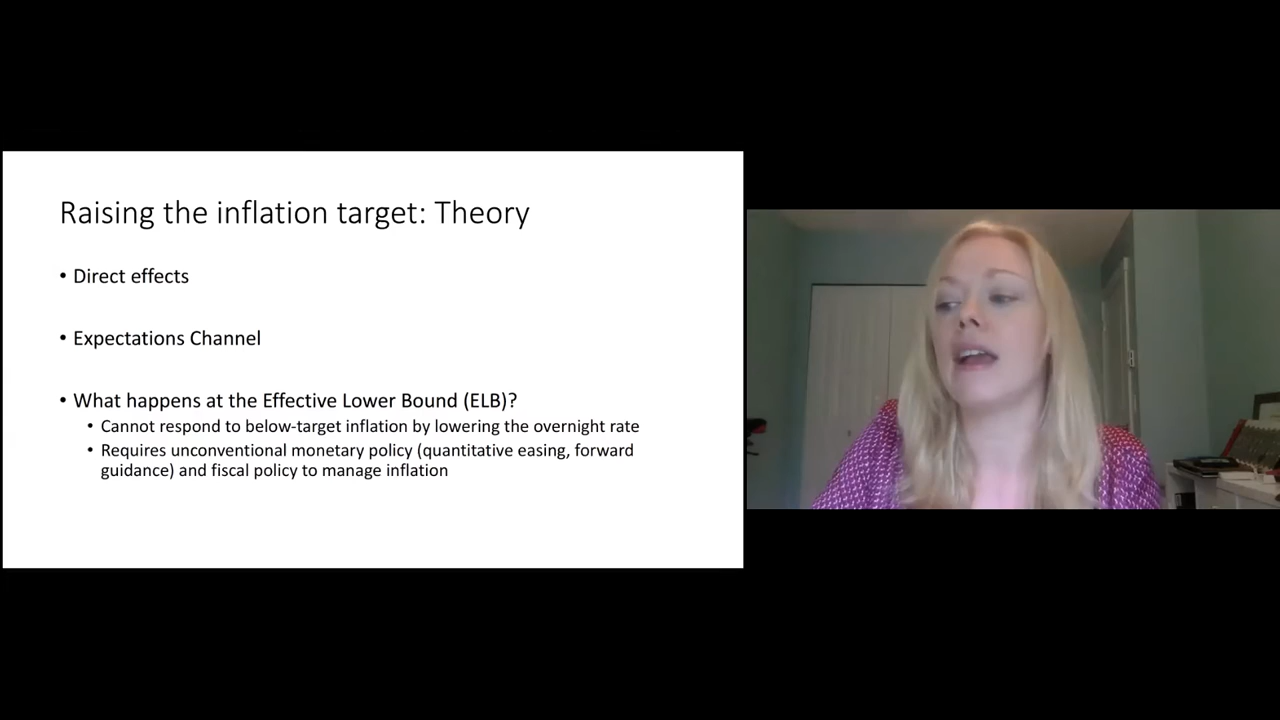 Raising the inflation target: Theory
• Direct effects
• Expectations Channel
• What happens at the Effective Lower Bound (ELB)?
• Cannot respond to below-target inflation by lowering the overnight rate
• Requires unconventional monetary policy (quantitative easing, forward
guidance) and fiscal policy to manage inflation